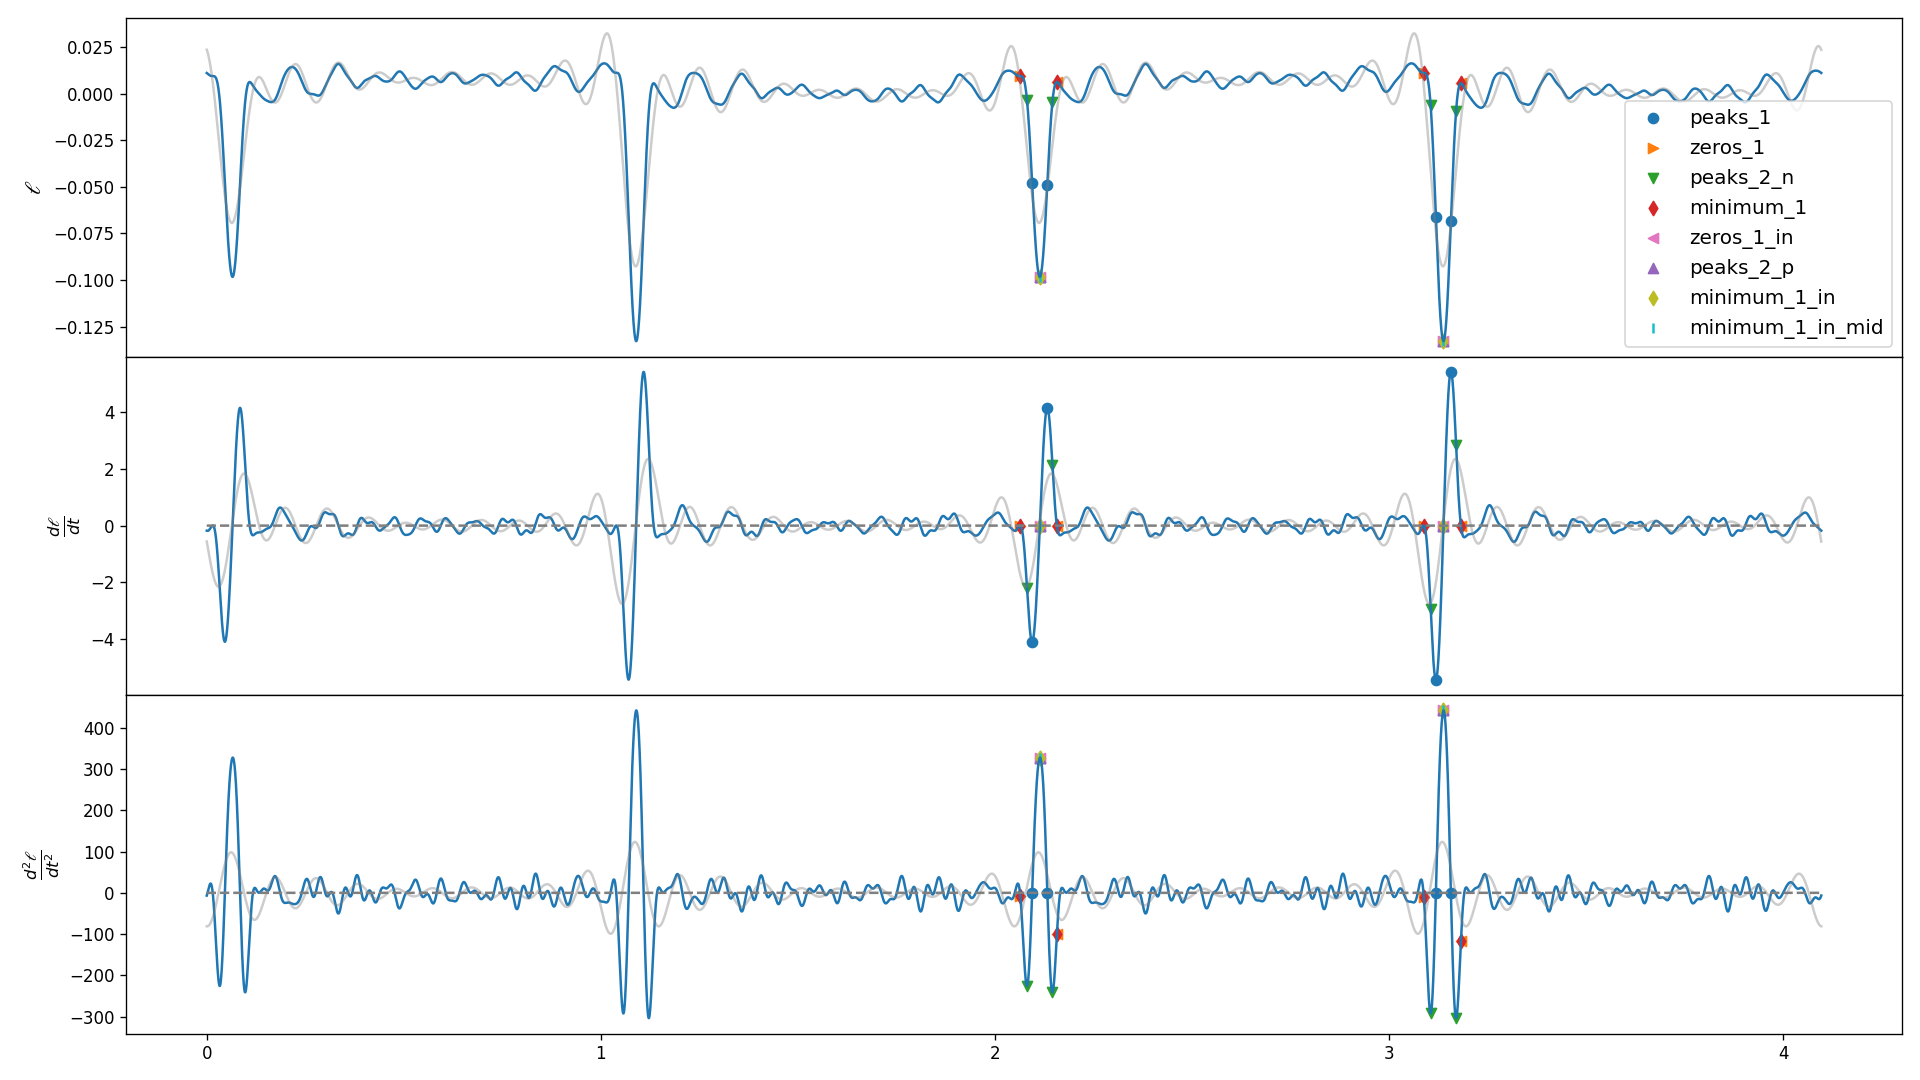 0.025
0.000
−0.025
−0.050
−0.075
−0.100
−0.125
ℓ
peaks_1
zeros_1
peaks_2_n
minimum_1
zeros_1_in
peaks_2_p
minimum_1_in
minimum_1_in_mid
4
2
0
−2
−4
dℓ
dt
400
300
200
100
0
−100
−200
−300
d²ℓ
dt²
0 1 2 3 4